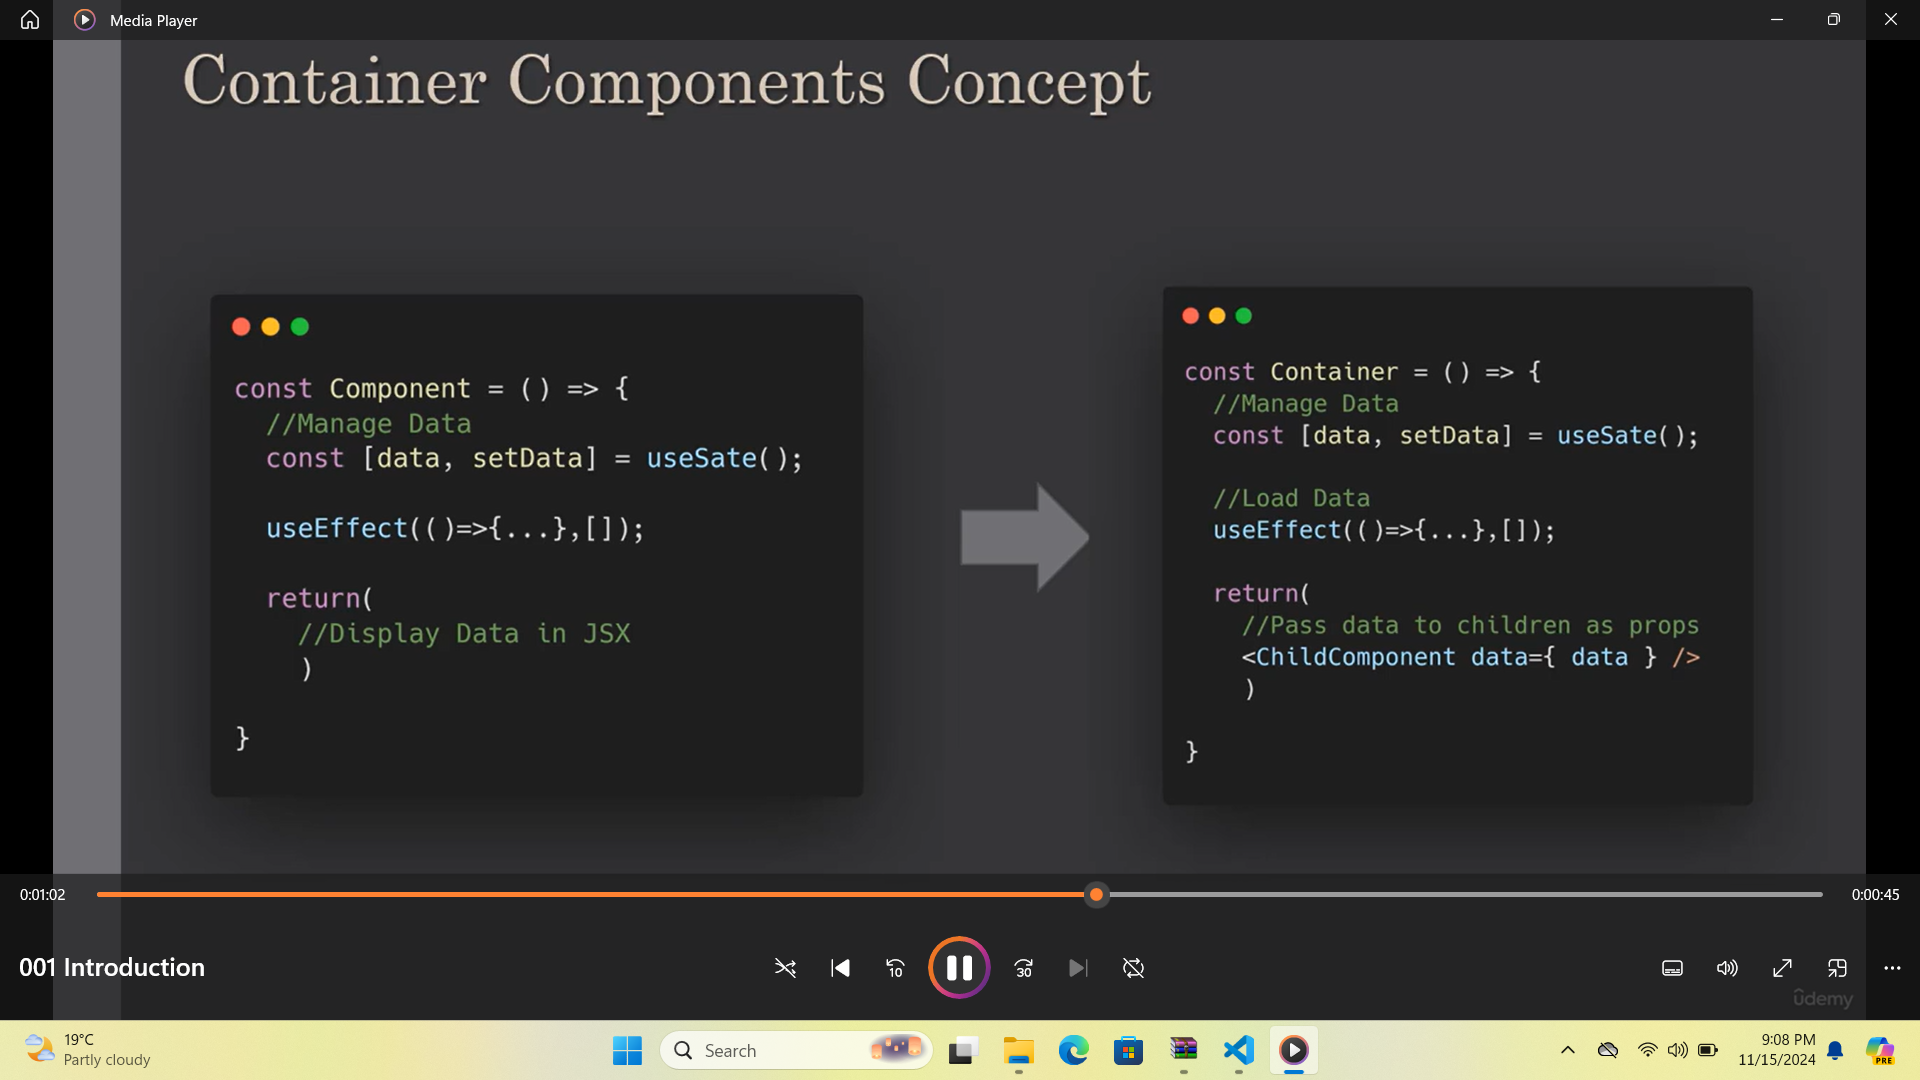 Media Player
Container Components Concept
const Component = () => {
//Manage Data
const [data, setData] = useSate();
useEffect(()=>{...},[]);
return(
//Display Data in JSX
)
}
const Container = () => {
//Manage Data
const [data, setData] = useSate();
//Load Data
useEffect(()=>{...},[]);
return(
//Pass data to children as props
<ChildComponent data={ data } />
)
}
0:01:02
0:00:45
001 Introduction
10
30
ûdemy
19°C
Partly cloudy
Search
9:08 PM
11/15/2024
PRE